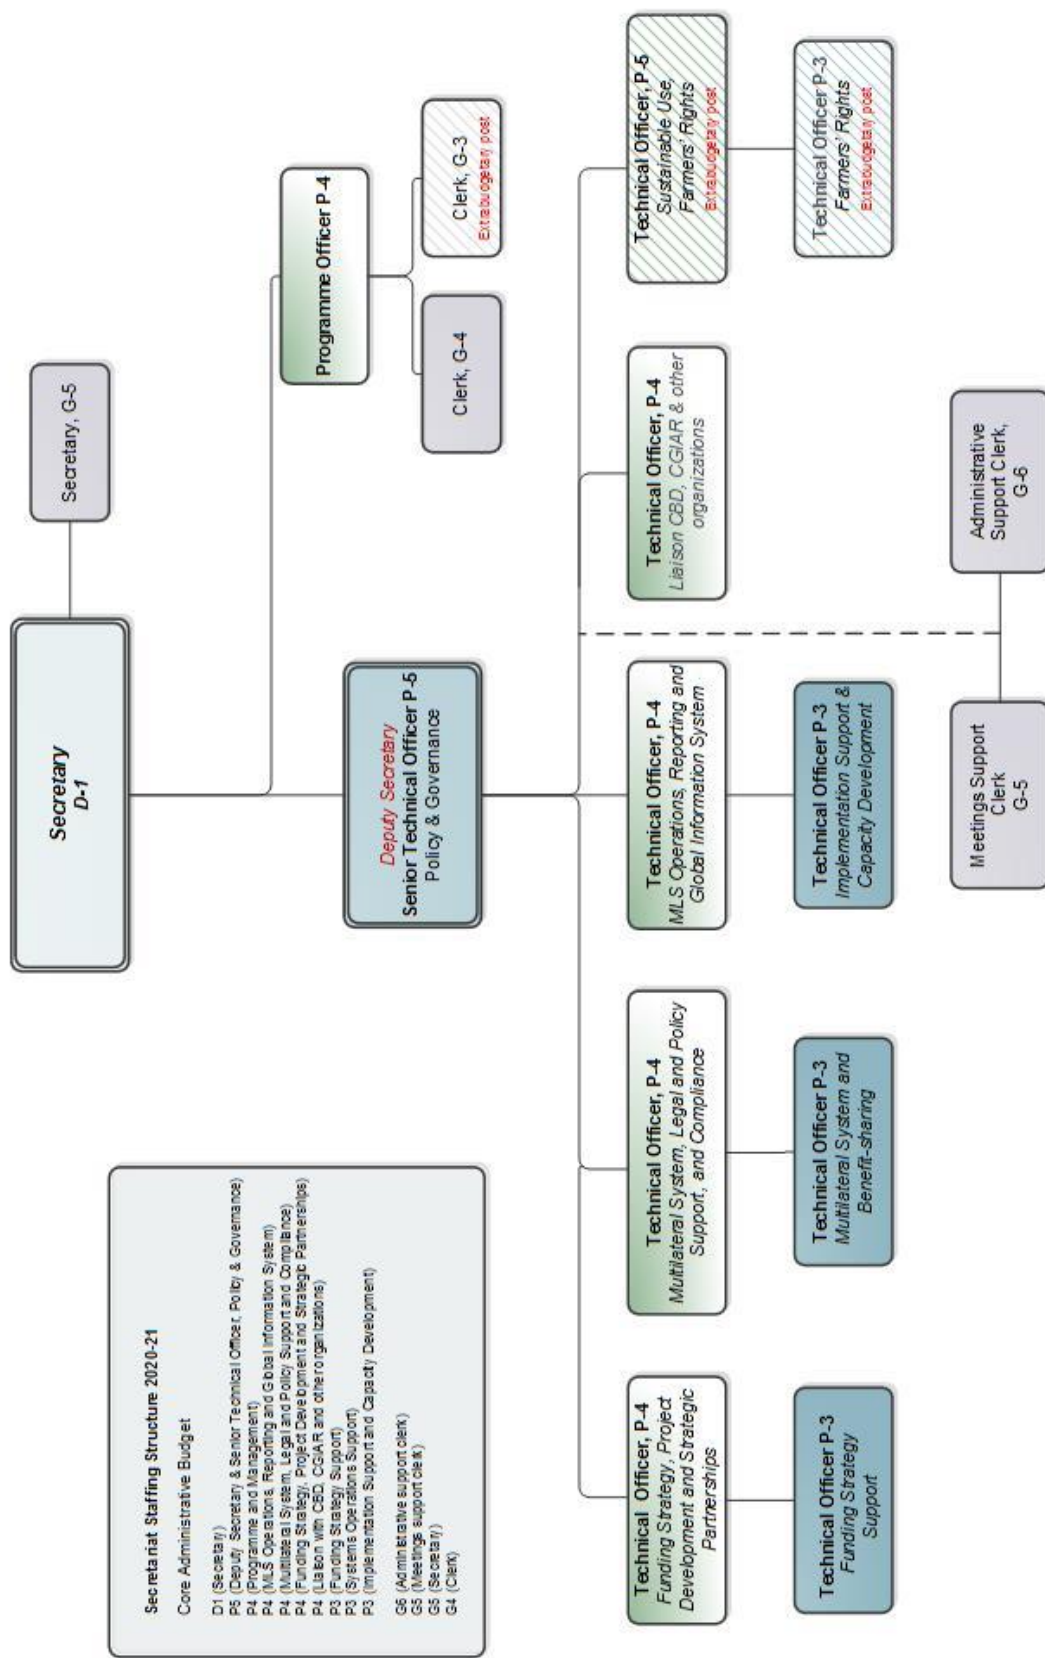 Secretariat Staffing Structure 2020-21
Core Administrative Budget
D1 (Secretary)
P5 (Deputy Secretary & Senior Technical Officer, Policy & Governance)
P4 (Programme and Management)
P4 (MLS Operations, Reporting and Global Information System)
P4 (Multilateral System, Legal and Policy Support and Compliance)
P4 (Funding Strategy, Project Development and Strategic Partnerships)
P4 (Liaison with CBD, CGIAR and other organizations)
P3 (Funding Strategy Support)
P3 (Systems Operations Support)
P3 (Implementation Support and Capacity Development)
G6 (Administrative support clerk)
G5 (Meetings support clerk)
G5 (Secretary)
G4 (Clerk)
Secretary
D-1
Secretary, G-5
Programme Officer P-4
Clerk, G-4
Clerk, G-3
Extrabudgetary post
Deputy Secretary
Senior Technical Officer P-5
Policy & Governance
Technical Officer, P-4
Funding Strategy, Project
Development and Strategic
Partnerships
Technical Officer, P-4
Multilateral System, Legal and Policy
Support, and Compliance
Technical Officer, P-4
MLS Operations, Reporting and
Global Information System
Technical Officer, P-4
Liaison CBD, CGIAR & other
organizations
Technical Officer, P-5
Sustainable Use,
Farmers' Rights
Extrabudgetary post
Technical Officer P-3
Funding Strategy
Support
Technical Officer P-3
Multilateral System and
Benefit-sharing
Technical Officer P-3
Implementation Support &
Capacity Development
Technical Officer P-3
Farmers' Rights
Extrabudgetary post
Meetings Support
Clerk
G-5
Administrative
Support Clerk,
G-6